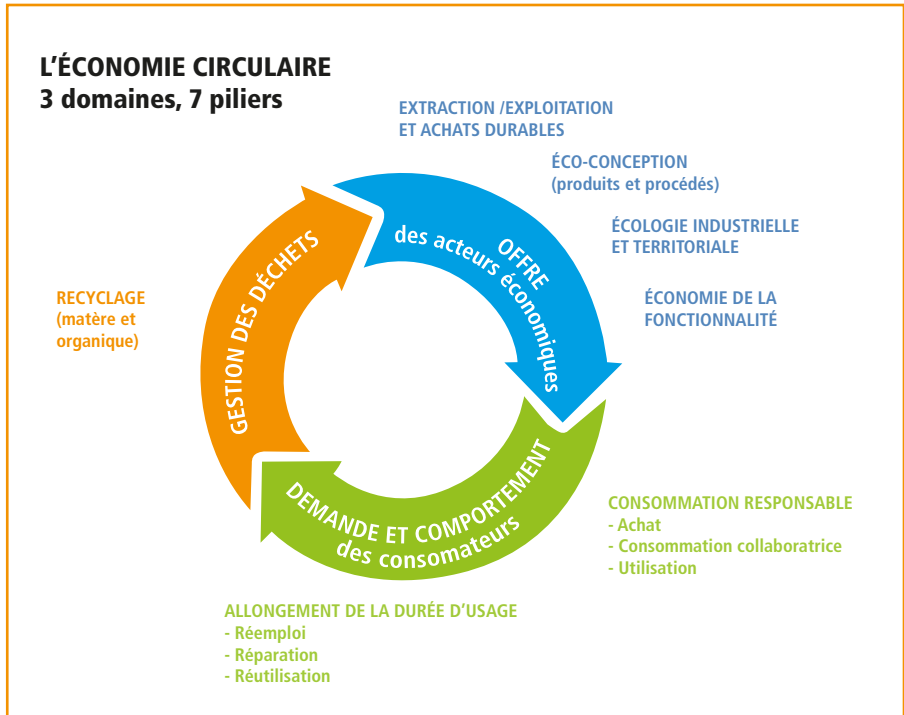 L'ÉCONOMIE CIRCULAIRE
3 domaines, 7 piliers
EXTRACTION /EXPLOITATION
ET ACHATS DURABLES
ÉCO-CONCEPTION
(produits et procédés)
ÉCOLOGIE INDUSTRIELLE
ET TERRITORIALE
ÉCONOMIE DE LA
FONCTIONNALITÉ
OFFRE
des acteurs économiques
CONSOMMATION RESPONSABLE
- Achat
- Consommation collaboratrice
- Utilisation
DEMANDE ET COMPORTEMENT
des consomateurs
ALLONGEMENT DE LA DURÉE D'USAGE
- Réemploi
- Réparation
- Réutilisation
GESTION DES DÉCHETS
RECYCLAGE
(matère et
organique)